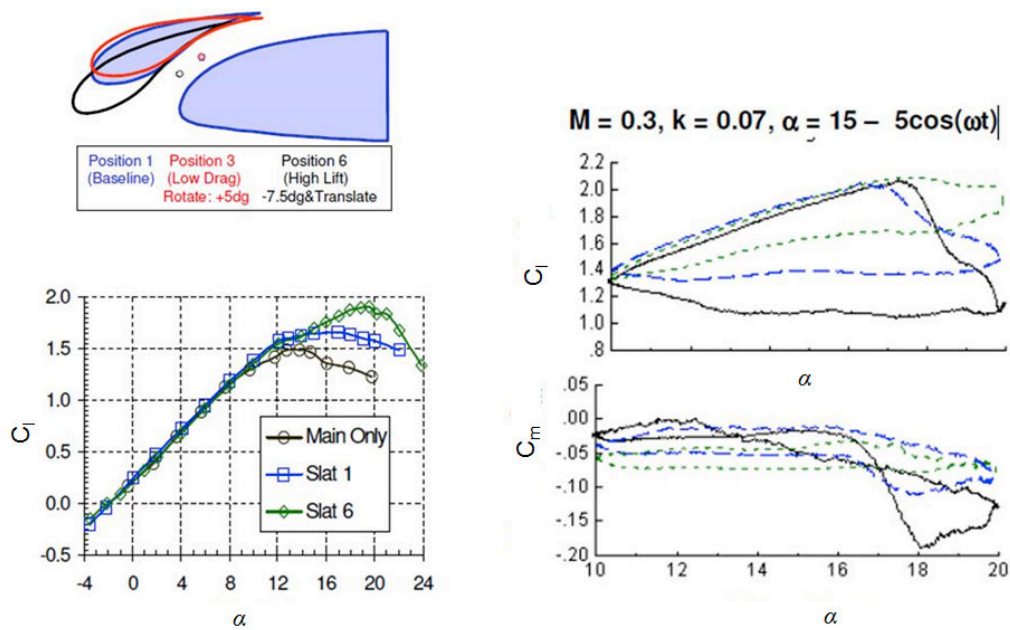 Position 1 Position 3 Position 6
(Baseline) (Low Drag) (High Lift)
Rotate: +5dg -7.5dg&Translate
2.0
1.5
1.0
0.5
0.0
-0.5
Cl
Main Only
Slat 1
Slat 6
-4 0 4 8 12 16 20 24
α
M = 0.3, k = 0.07, α = 15 – 5cos(ωt)
2.2
2.0
1.8
1.6
1.4
1.2
1.0
.8
Cl
α
.05
.00
-.05
-.10
-.15
-.20
Cm
10 12 14 16 18 20
α